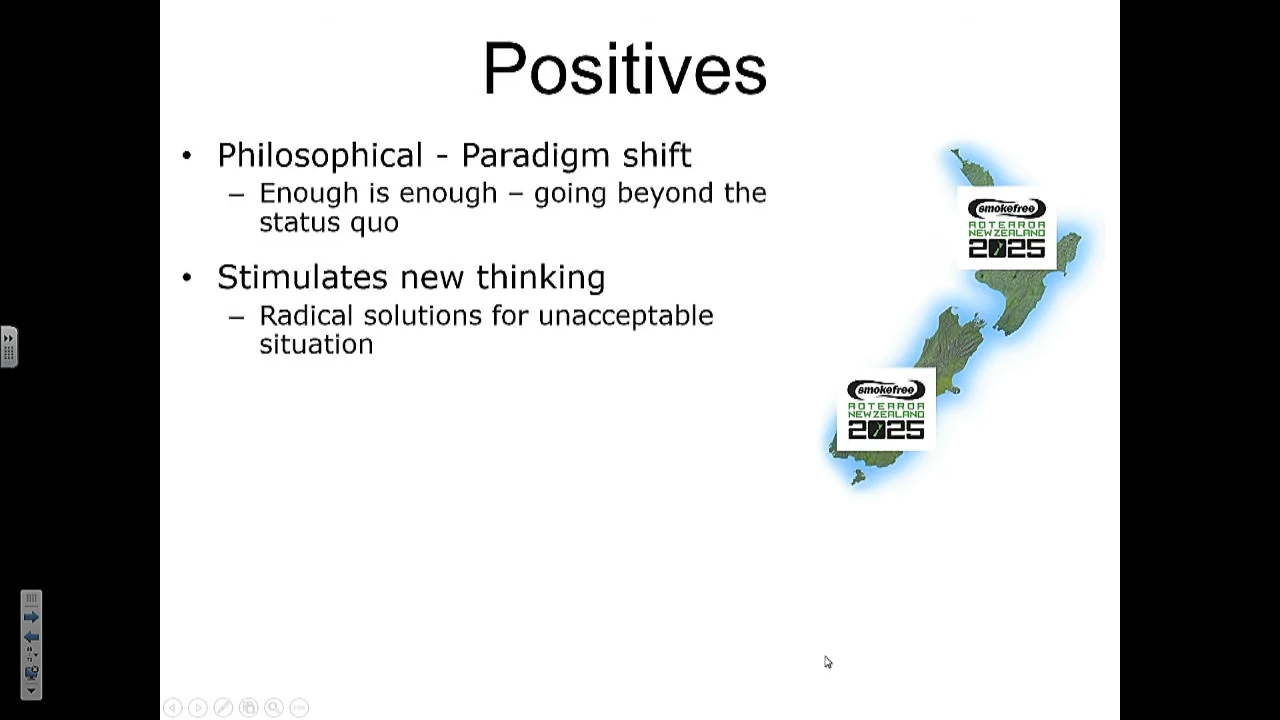 Positives
• Philosophical - Paradigm shift
– Enough is enough – going beyond the
status quo
• Stimulates new thinking
– Radical solutions for unacceptable
situation
smokefree
AOTEAROA
NEW ZEALAND
2025
smokefree
AOTEAROA
NEW ZEALAND
2025